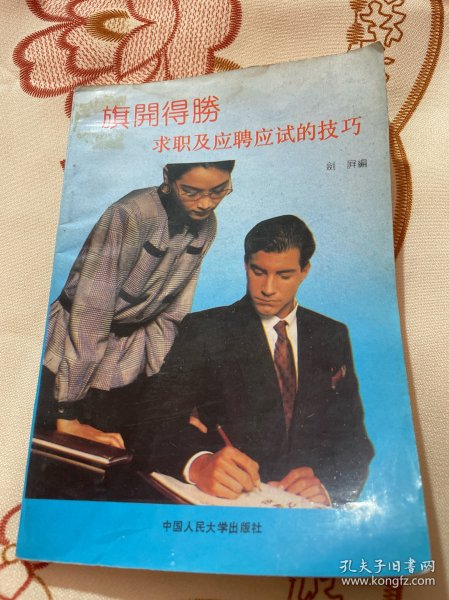 旗開得勝
求职及应聘应试的技巧
剑 屏編
中国人民大学出版社
孔夫子旧书网
www.kongfz.com